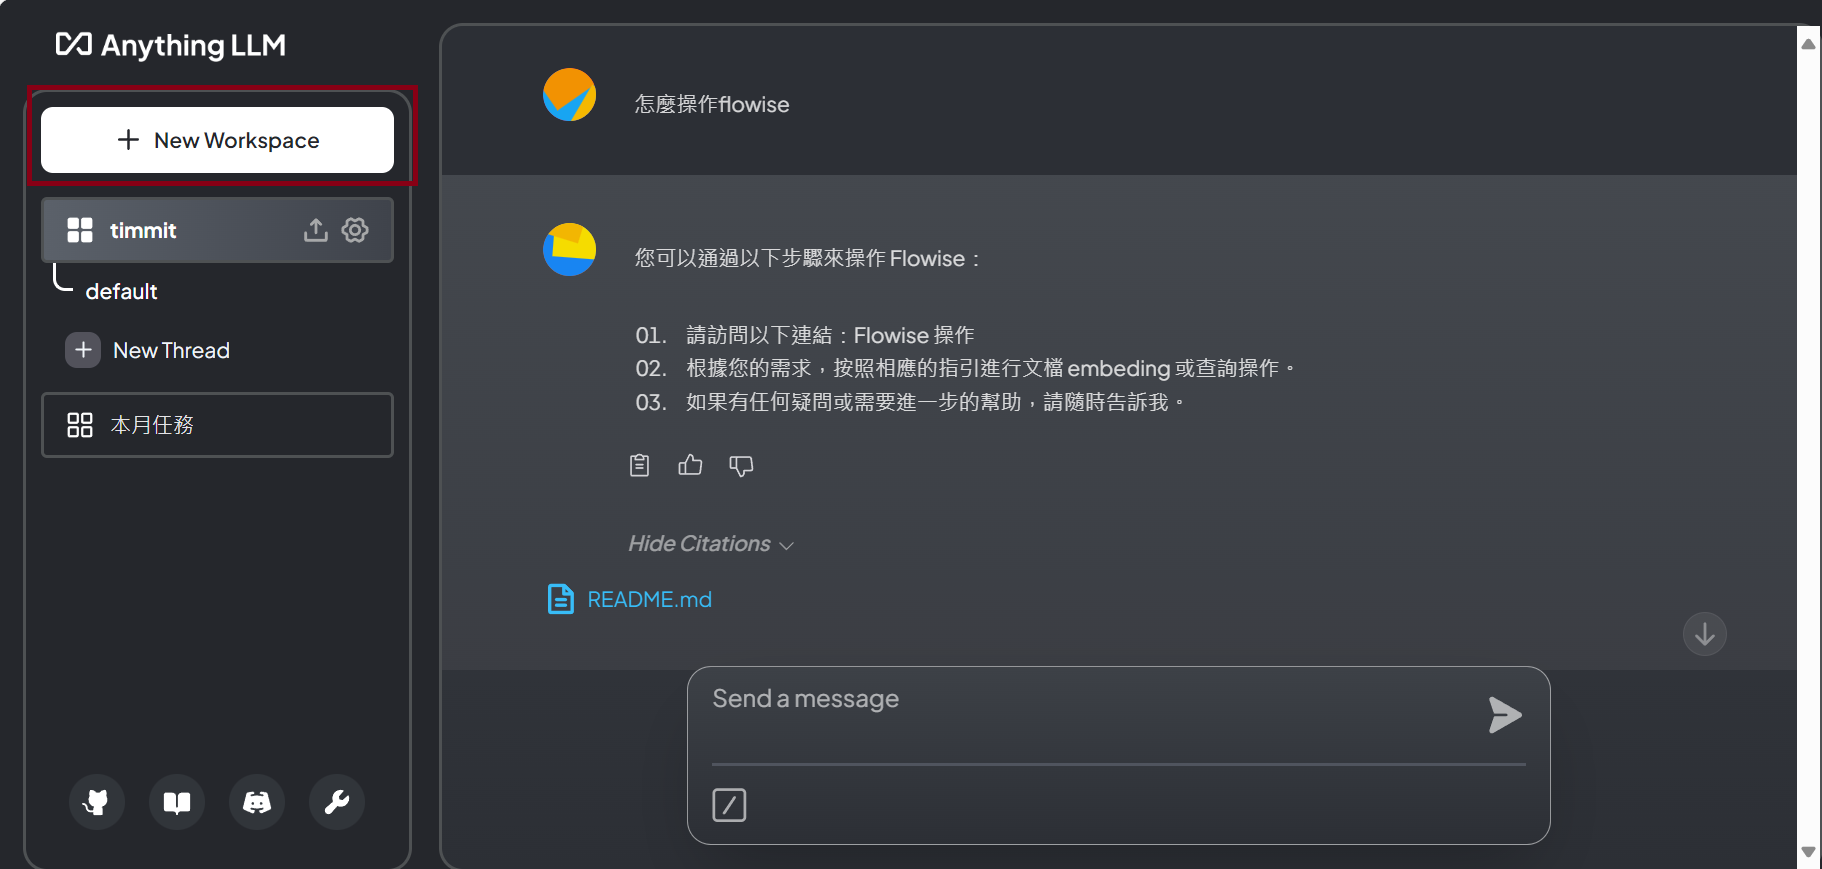 Anything LLM
New Workspace
timmit
default
New Thread
本月任務
怎麼操作flowise
您可以通過以下步驟來操作 Flowise：
01. 請訪問以下連結：Flowise 操作
02. 根據您的需求，按照相應的指引進行文檔 embeding 或查詢操作。
03. 如果有任何疑問或需要進一步的幫助，請隨時告訴我。
Hide Citations
README.md
Send a message